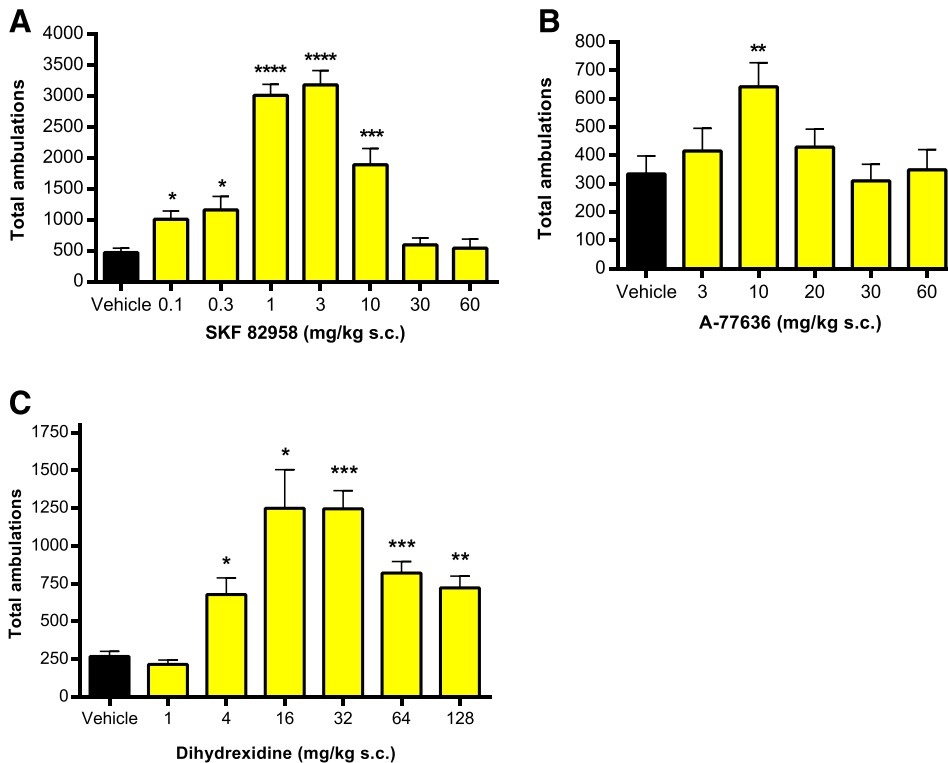 A
Total ambulations
4000
3500
3000
2500
2000
1500
1000
500
0
* * **** **** ***
Vehicle 0.1 0.3 1 3 10 30 60
SKF 82958 (mg/kg s.c.)
B
Total ambulations
800
700
600
500
400
300
200
100
0
**
Vehicle 3 10 20 30 60
A-77636 (mg/kg s.c.)
C
Total ambulations
1750
1500
1250
1000
750
500
250
0
* * *** *** **
Vehicle 1 4 16 32 64 128
Dihydrexidine (mg/kg s.c.)